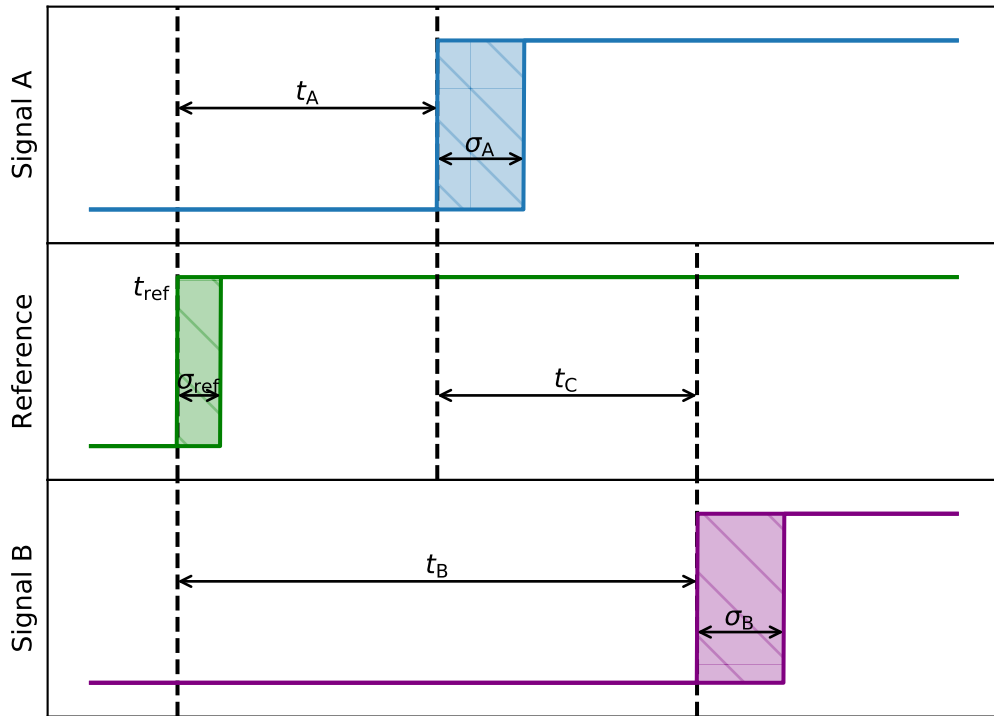 Signal A
t_A
σ_A
Reference
t_ref
σ_ref
t_C
Signal B
t_B
σ_B